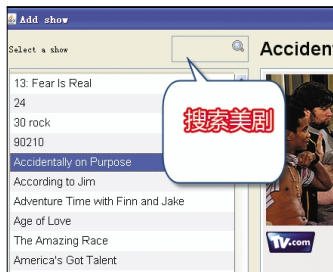 Add show
Select a show
Acciden
13: Fear Is Real
24
30 rock
90210
Accidentally on Purpose
According to Jim
Adventure Time with Finn and Jake
Age of Love
The Amazing Race
America's Got Talent
搜索美剧
TV.com